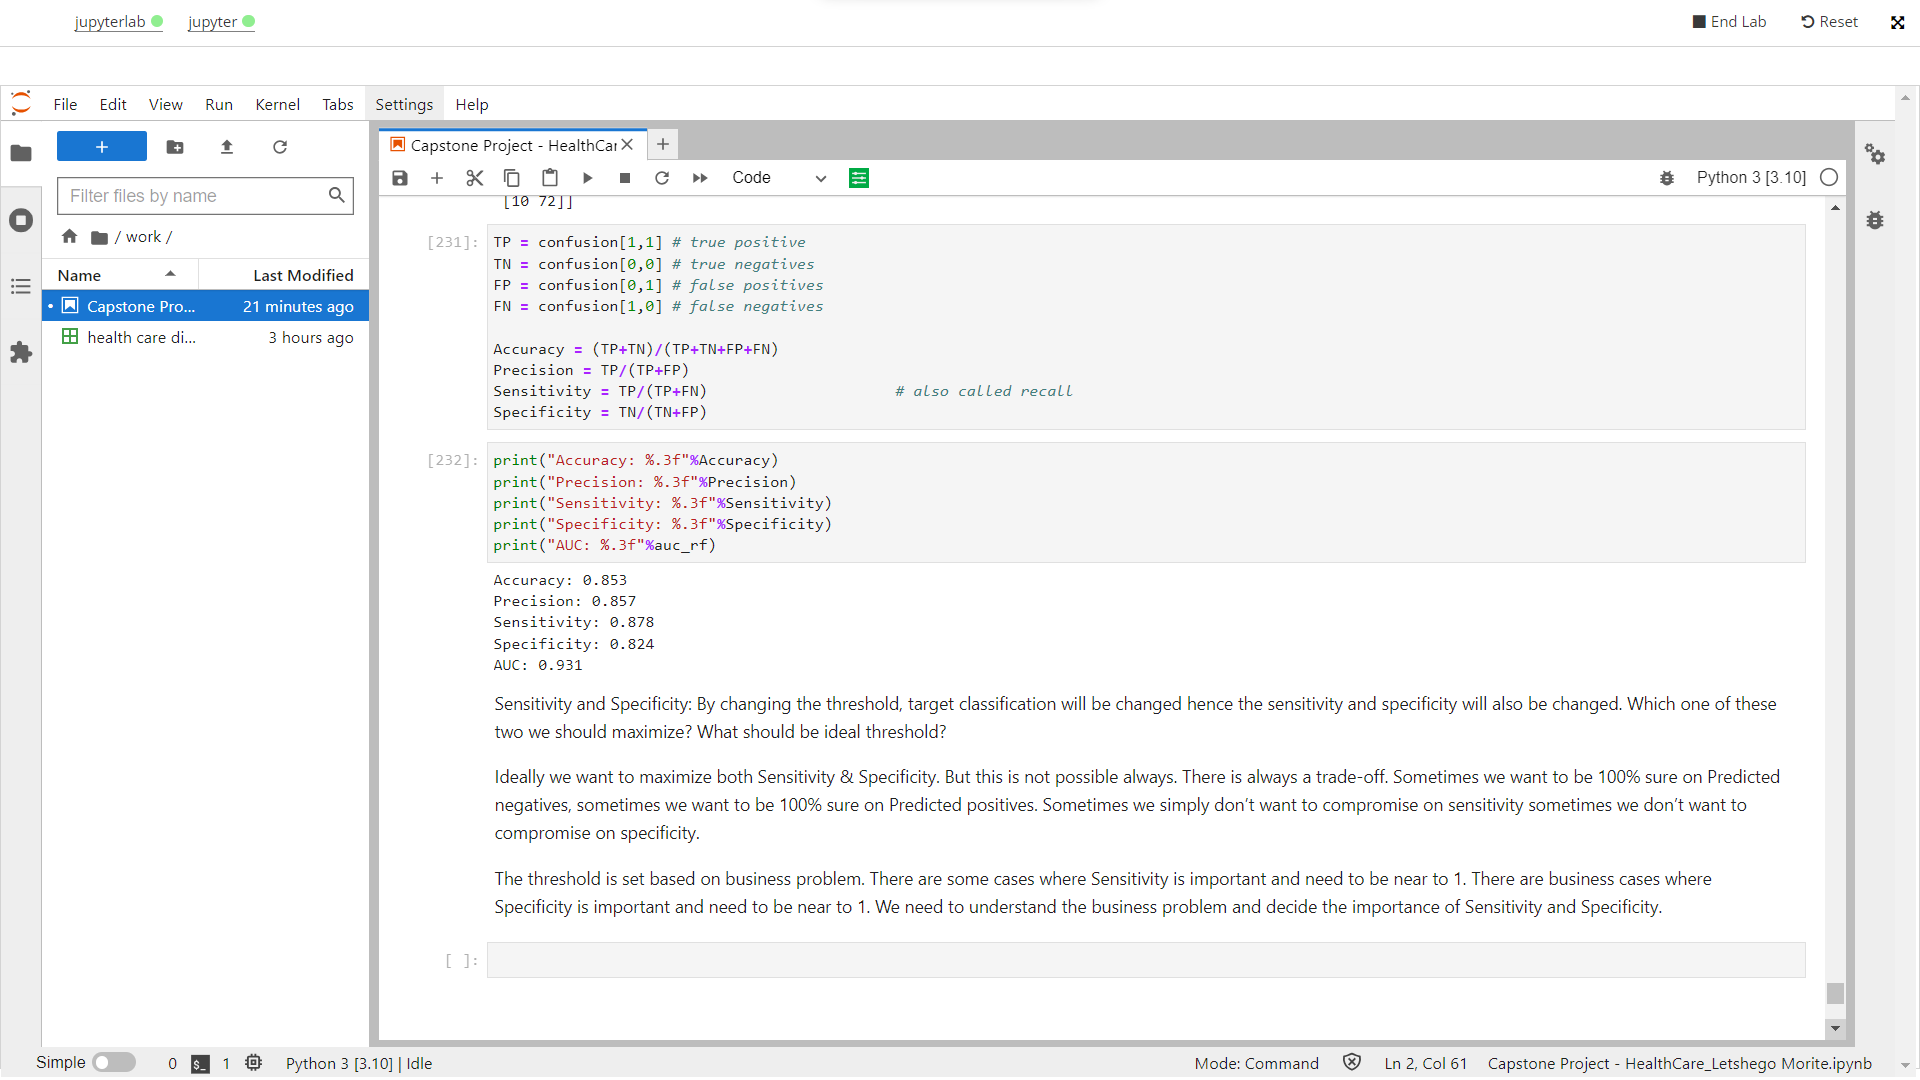 jupyterlab jupyter End Lab Reset
File Edit View Run Kernel Tabs Settings Help
+
Filter files by name
/ work /
Name Last Modified
• Capstone Pro... 21 minutes ago
health care di... 3 hours ago
Capstone Project - HealthCar × +
Code Python 3 [3.10]
[10 72]]
[231]: TP = confusion[1,1] # true positive
TN = confusion[0,0] # true negatives
FP = confusion[0,1] # false positives
FN = confusion[1,0] # false negatives
Accuracy = (TP+TN)/(TP+TN+FP+FN)
Precision = TP/(TP+FP)
Sensitivity = TP/(TP+FN) # also called recall
Specificity = TN/(TN+FP)
[232]: print("Accuracy: %.3f"%Accuracy)
print("Precision: %.3f"%Precision)
print("Sensitivity: %.3f"%Sensitivity)
print("Specificity: %.3f"%Specificity)
print("AUC: %.3f"%auc_rf)
Accuracy: 0.853
Precision: 0.857
Sensitivity: 0.878
Specificity: 0.824
AUC: 0.931
Sensitivity and Specificity: By changing the threshold, target classification will be changed hence the sensitivity and specificity will also be changed. Which one of these
two we should maximize? What should be ideal threshold?
Ideally we want to maximize both Sensitivity & Specificity. But this is not possible always. There is always a trade-off. Sometimes we want to be 100% sure on Predicted
negatives, sometimes we want to be 100% sure on Predicted positives. Sometimes we simply don’t want to compromise on sensitivity sometimes we don’t want to
compromise on specificity.
The threshold is set based on business problem. There are some cases where Sensitivity is important and need to be near to 1. There are business cases where
Specificity is important and need to be near to 1. We need to understand the business problem and decide the importance of Sensitivity and Specificity.
[ ]:
Simple 0 $_ 1 Python 3 [3.10] | Idle Mode: Command Ln 2, Col 61 Capstone Project - HealthCare_Letshego Morite.ipynb